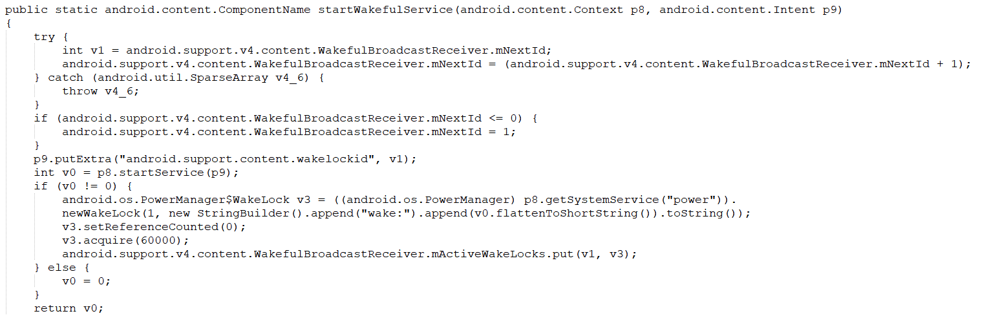 public static android.content.ComponentName startWakefulService(android.content.Context p8, android.content.Intent p9)
{
    try {
        int v1 = android.support.v4.content.WakefulBroadcastReceiver.mNextId;
        android.support.v4.content.WakefulBroadcastReceiver.mNextId = (android.support.v4.content.WakefulBroadcastReceiver.mNextId + 1);
    } catch (android.util.SparseArray v4_6) {
        throw v4_6;
    }
    if (android.support.v4.content.WakefulBroadcastReceiver.mNextId <= 0) {
        android.support.v4.content.WakefulBroadcastReceiver.mNextId = 1;
    }
    p9.putExtra("android.support.content.wakelockid", v1);
    int v0 = p8.startService(p9);
    if (v0 != 0) {
        android.os.PowerManager$WakeLock v3 = ((android.os.PowerManager) p8.getSystemService("power")).
        newWakeLock(1, new StringBuilder().append("wake:").append(v0.flattenToShortString()).toString());
        v3.setReferenceCounted(0);
        v3.acquire(60000);
        android.support.v4.content.WakefulBroadcastReceiver.mActiveWakeLocks.put(v1, v3);
    } else {
        v0 = 0;
    }
    return v0;